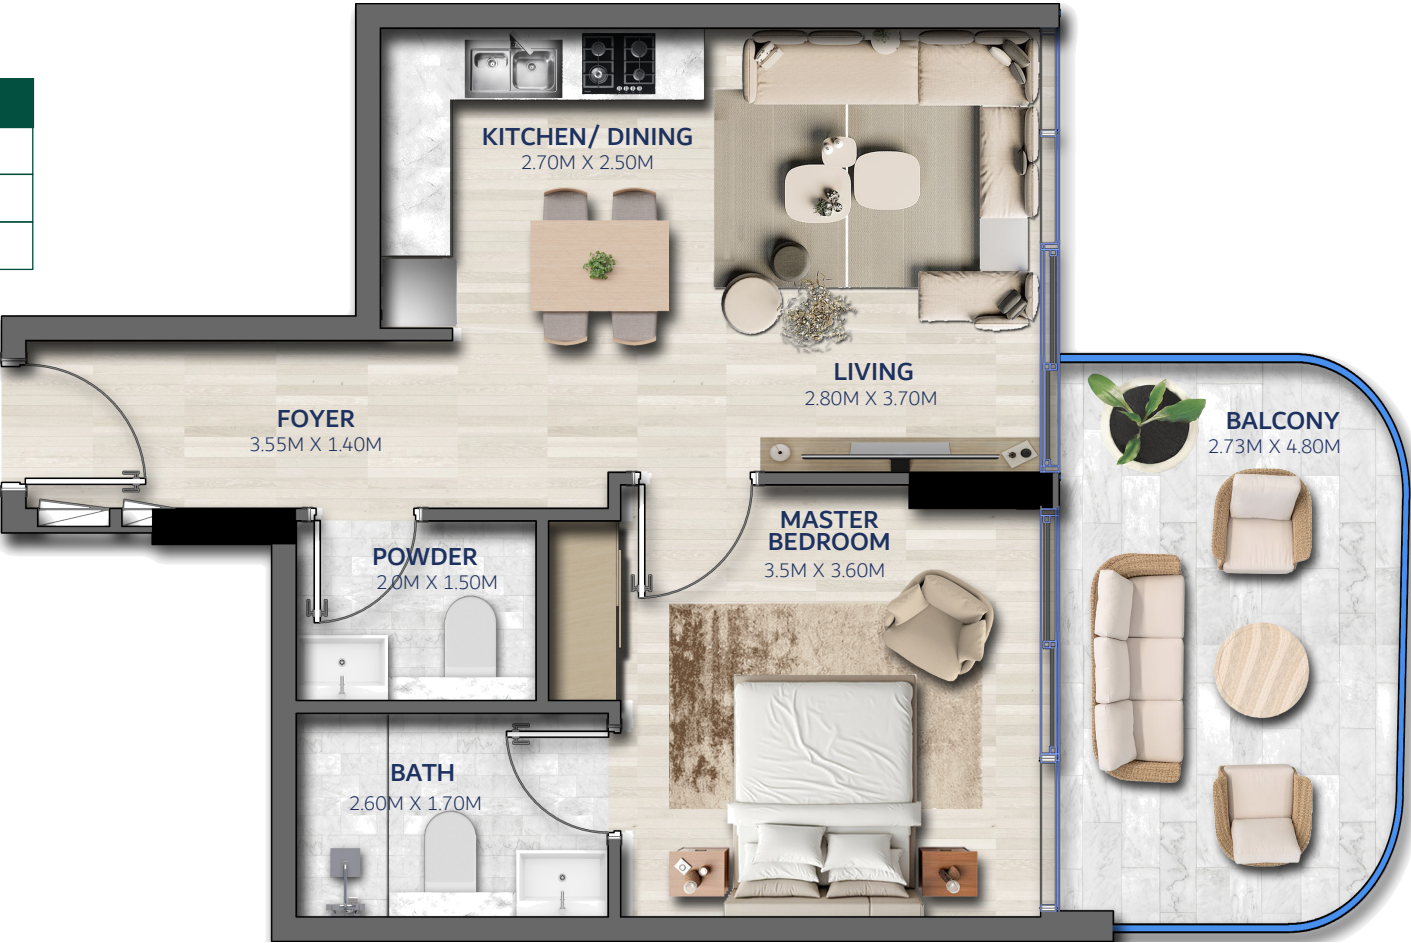 KITCHEN/ DINING
2.70M X 2.50M
LIVING
2.80M X 3.70M
FOYER
3.55M X 1.40M
BALCONY
2.73M X 4.80M
MASTER
BEDROOM
3.5M X 3.60M
POWDER
2.0M X 1.50M
BATH
2.60M X 1.70M